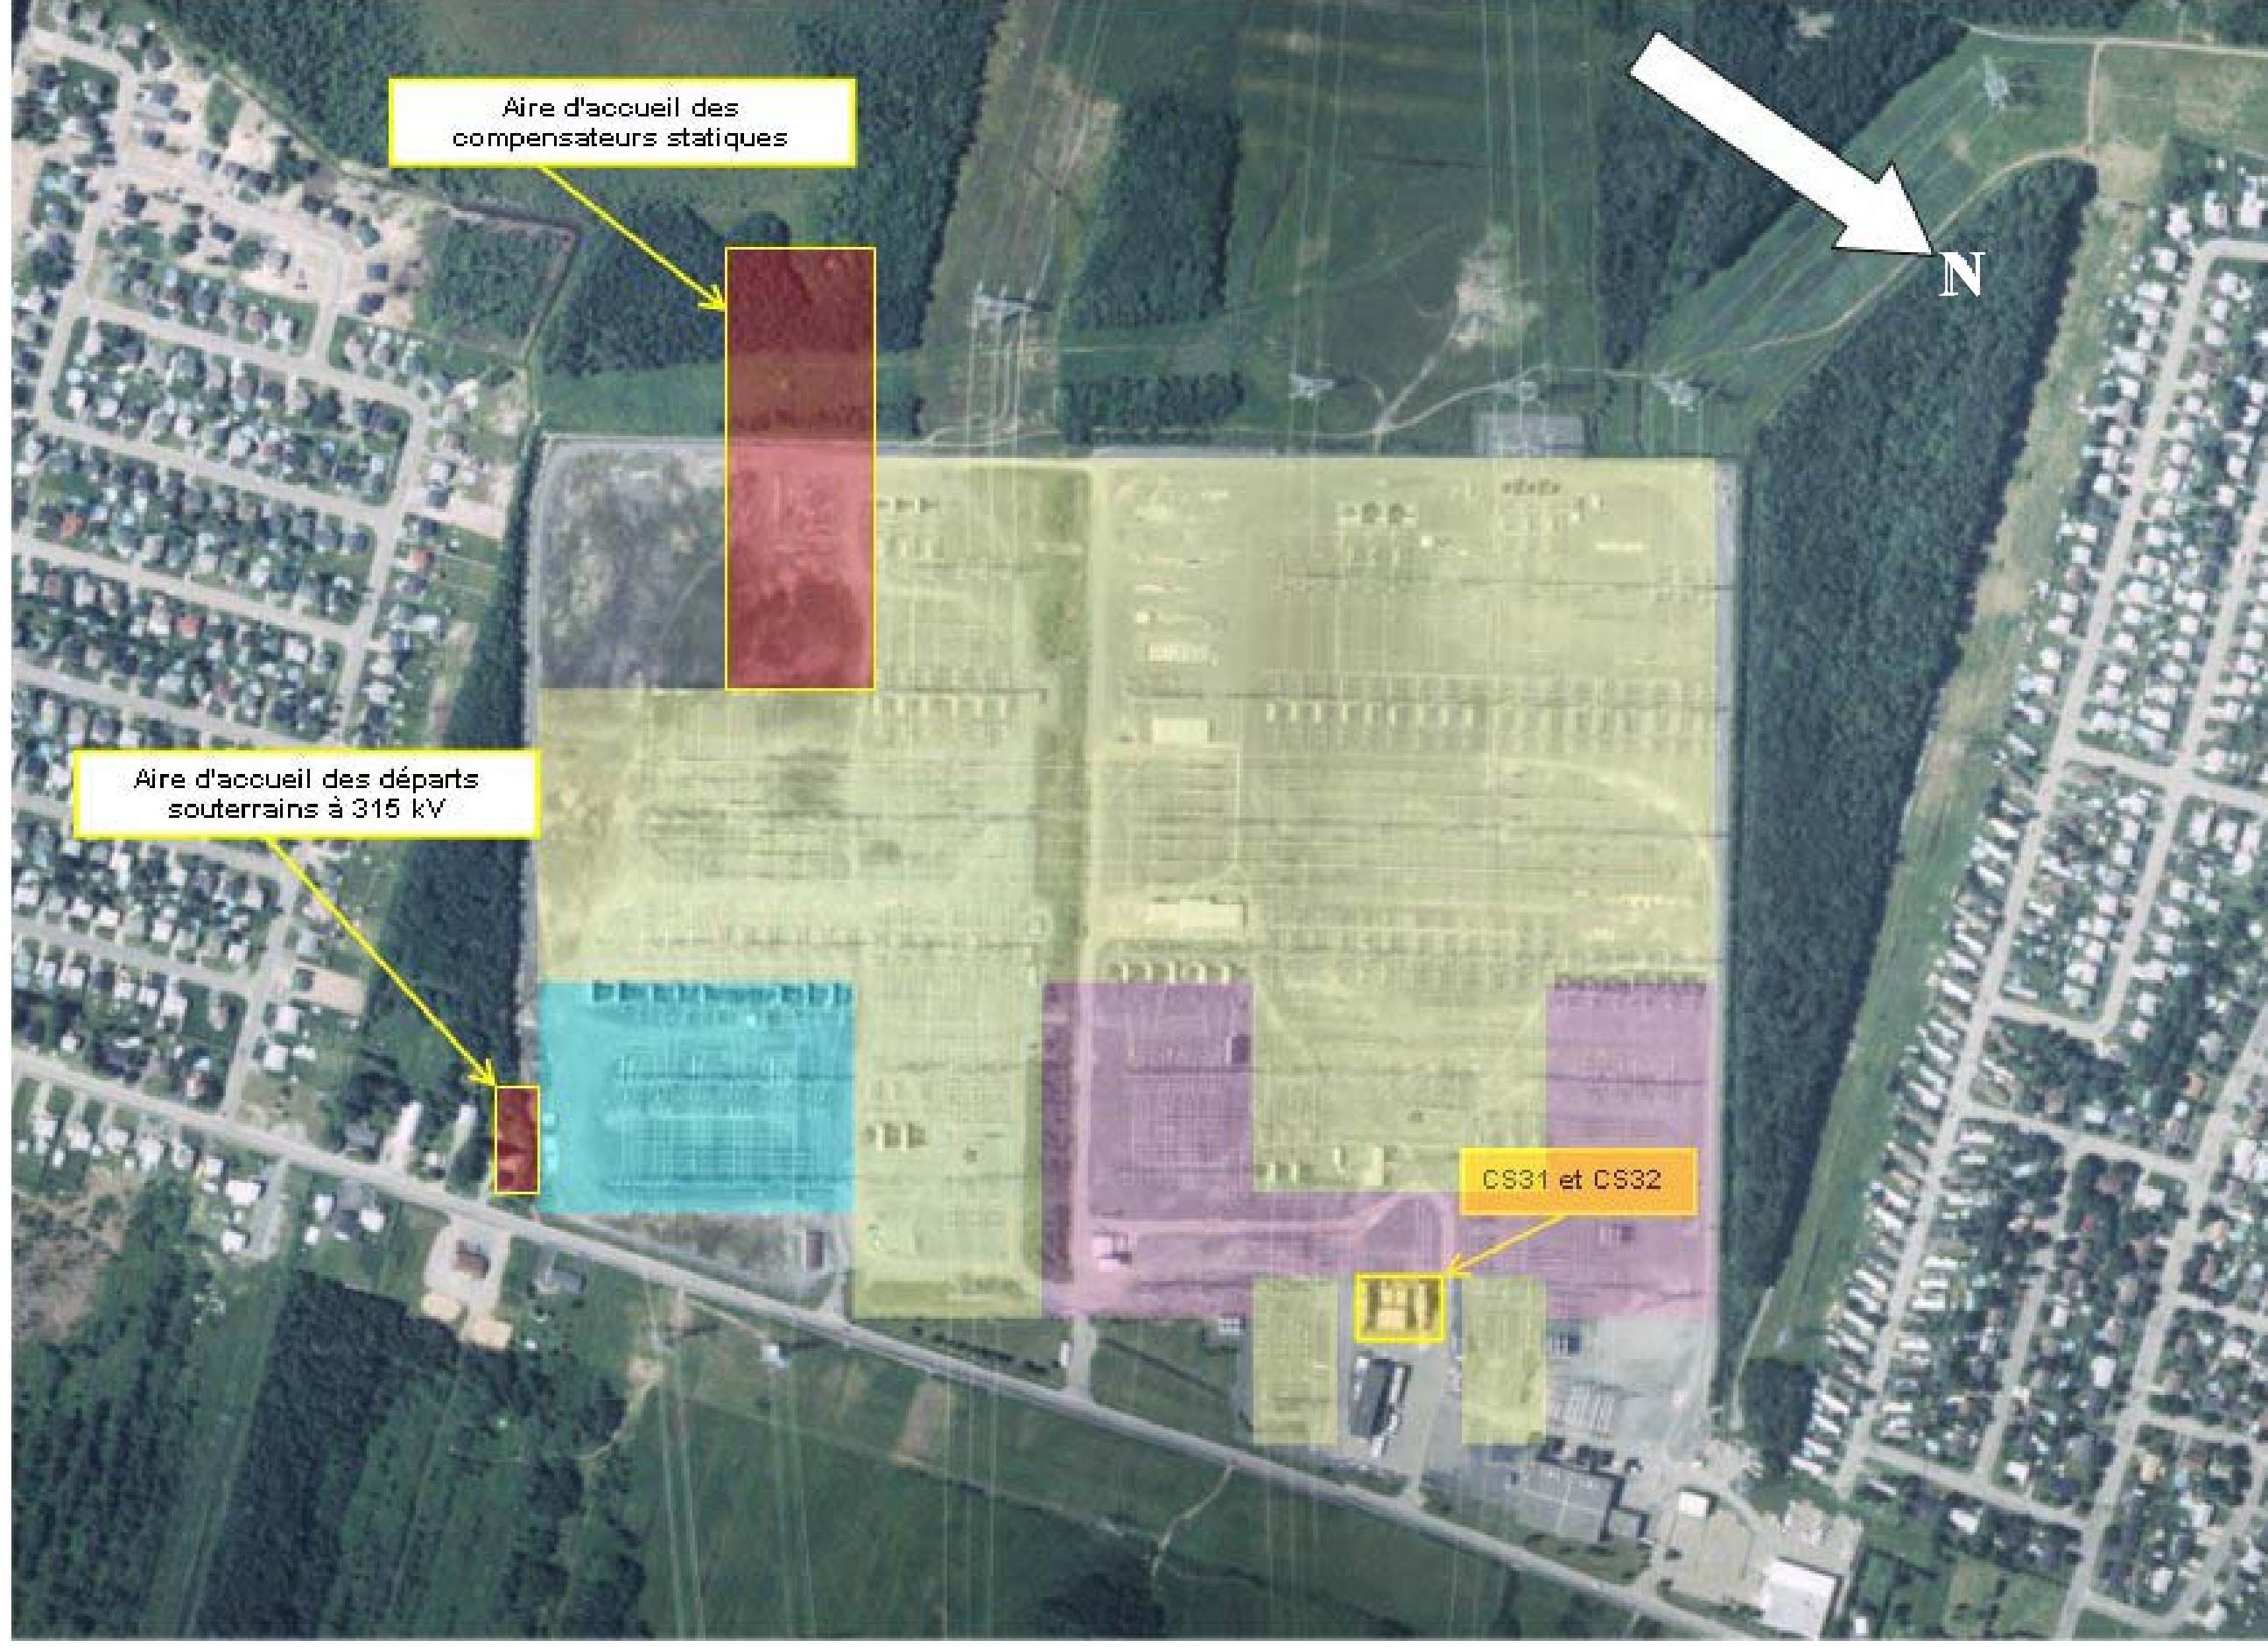 Aire d'accueil des
compensateurs statiques
N
Aire d'accueil des départs
souterrains à 315 kV
CS31 et CS32